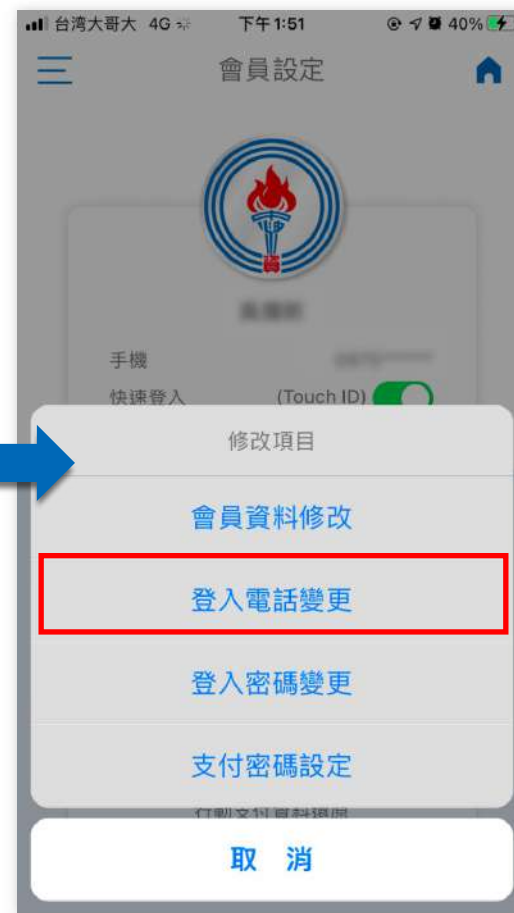 台湾大哥大 4G 下午1:51 40%
會員設定
手機
快速登入 (Touch ID)
修改項目
會員資料修改
登入電話變更
登入密碼變更
支付密碼設定
取 消